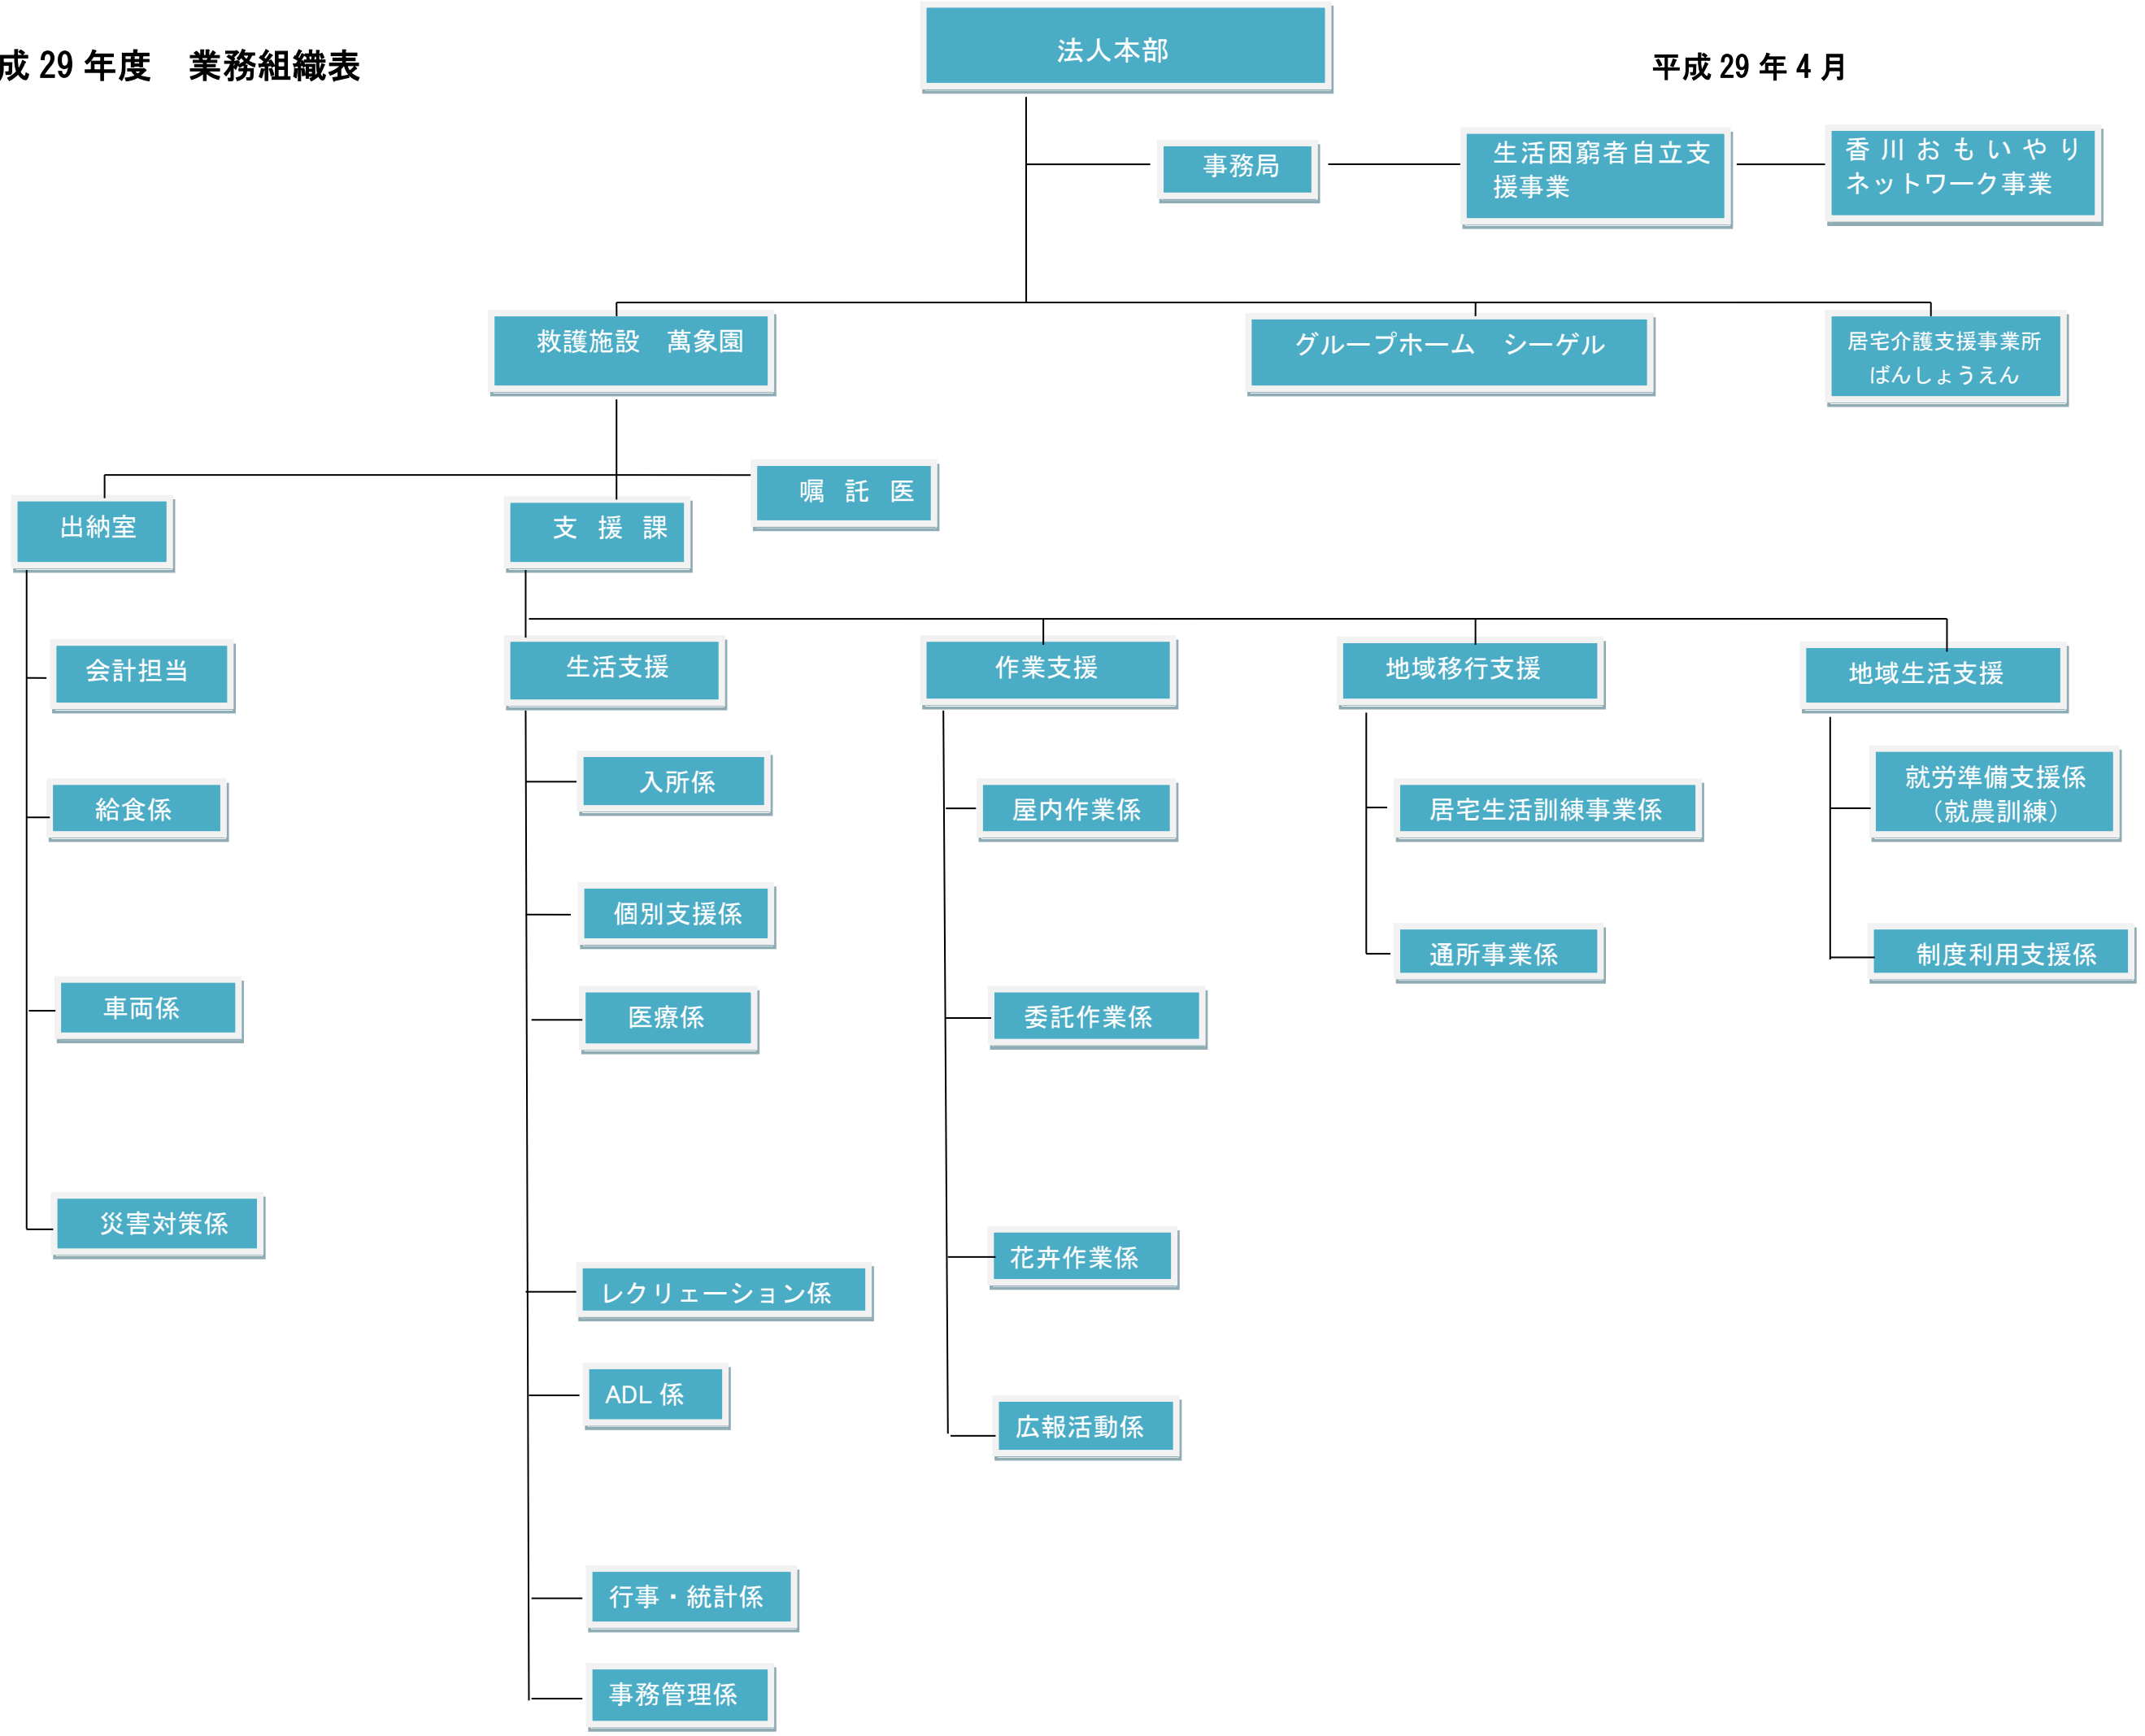 成 29 年度　業務組織表
法人本部
平成 29 年 4 月
事務局
生活困窮者自立支
援事業
香川おもいやり
ネットワーク事業
救護施設　萬象園
グループホーム　シーゲル
居宅介護支援事業所
ばんしょうえん
嘱 託 医
出納室
支 援 課
会計担当
生活支援
作業支援
地域移行支援
地域生活支援
給食係
車両係
災害対策係
入所係
個別支援係
医療係
レクリェーション係
ADL 係
行事・統計係
事務管理係
屋内作業係
委託作業係
花卉作業係
広報活動係
居宅生活訓練事業係
通所事業係
就労準備支援係
（就農訓練）
制度利用支援係